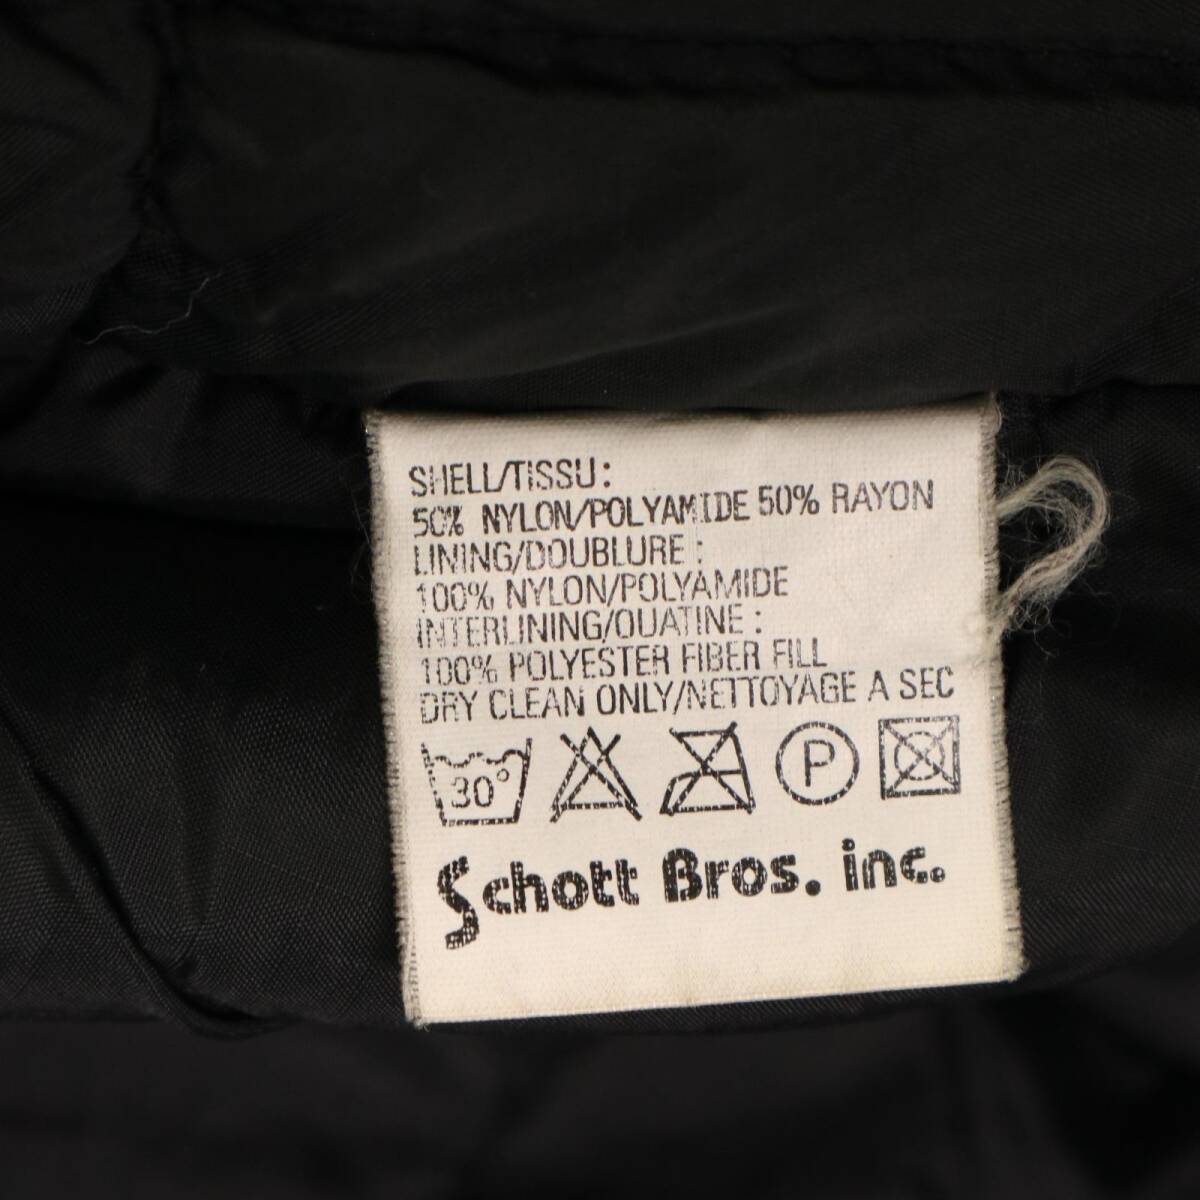 SHELL/TISSU:
50% NYLON/POLYAMIDE 50% RAYON
LINING/DOUBLURE :
100% NYLON/POLYAMIDE
INTERLINING/OUATINE :
100% POLYESTER FIBER FILL
DRY CLEAN ONLY/NETTOYAGE A SEC
30° P
Schott Bros. inc.